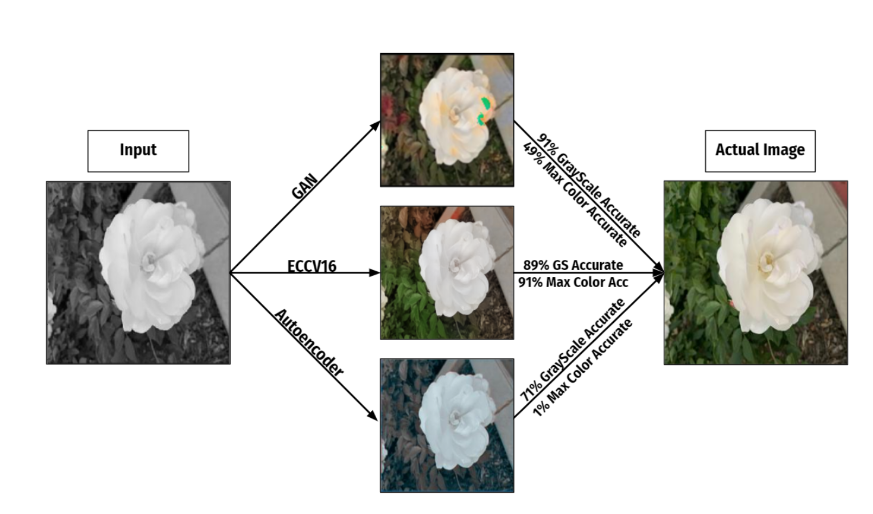 Input
GAN
ECCV16
Autoencoder
91% GrayScale Accurate
49% Max Color Accurate
89% GS Accurate
91% Max Color Acc
71% GrayScale Accurate
1% Max Color Accurate
Actual Image